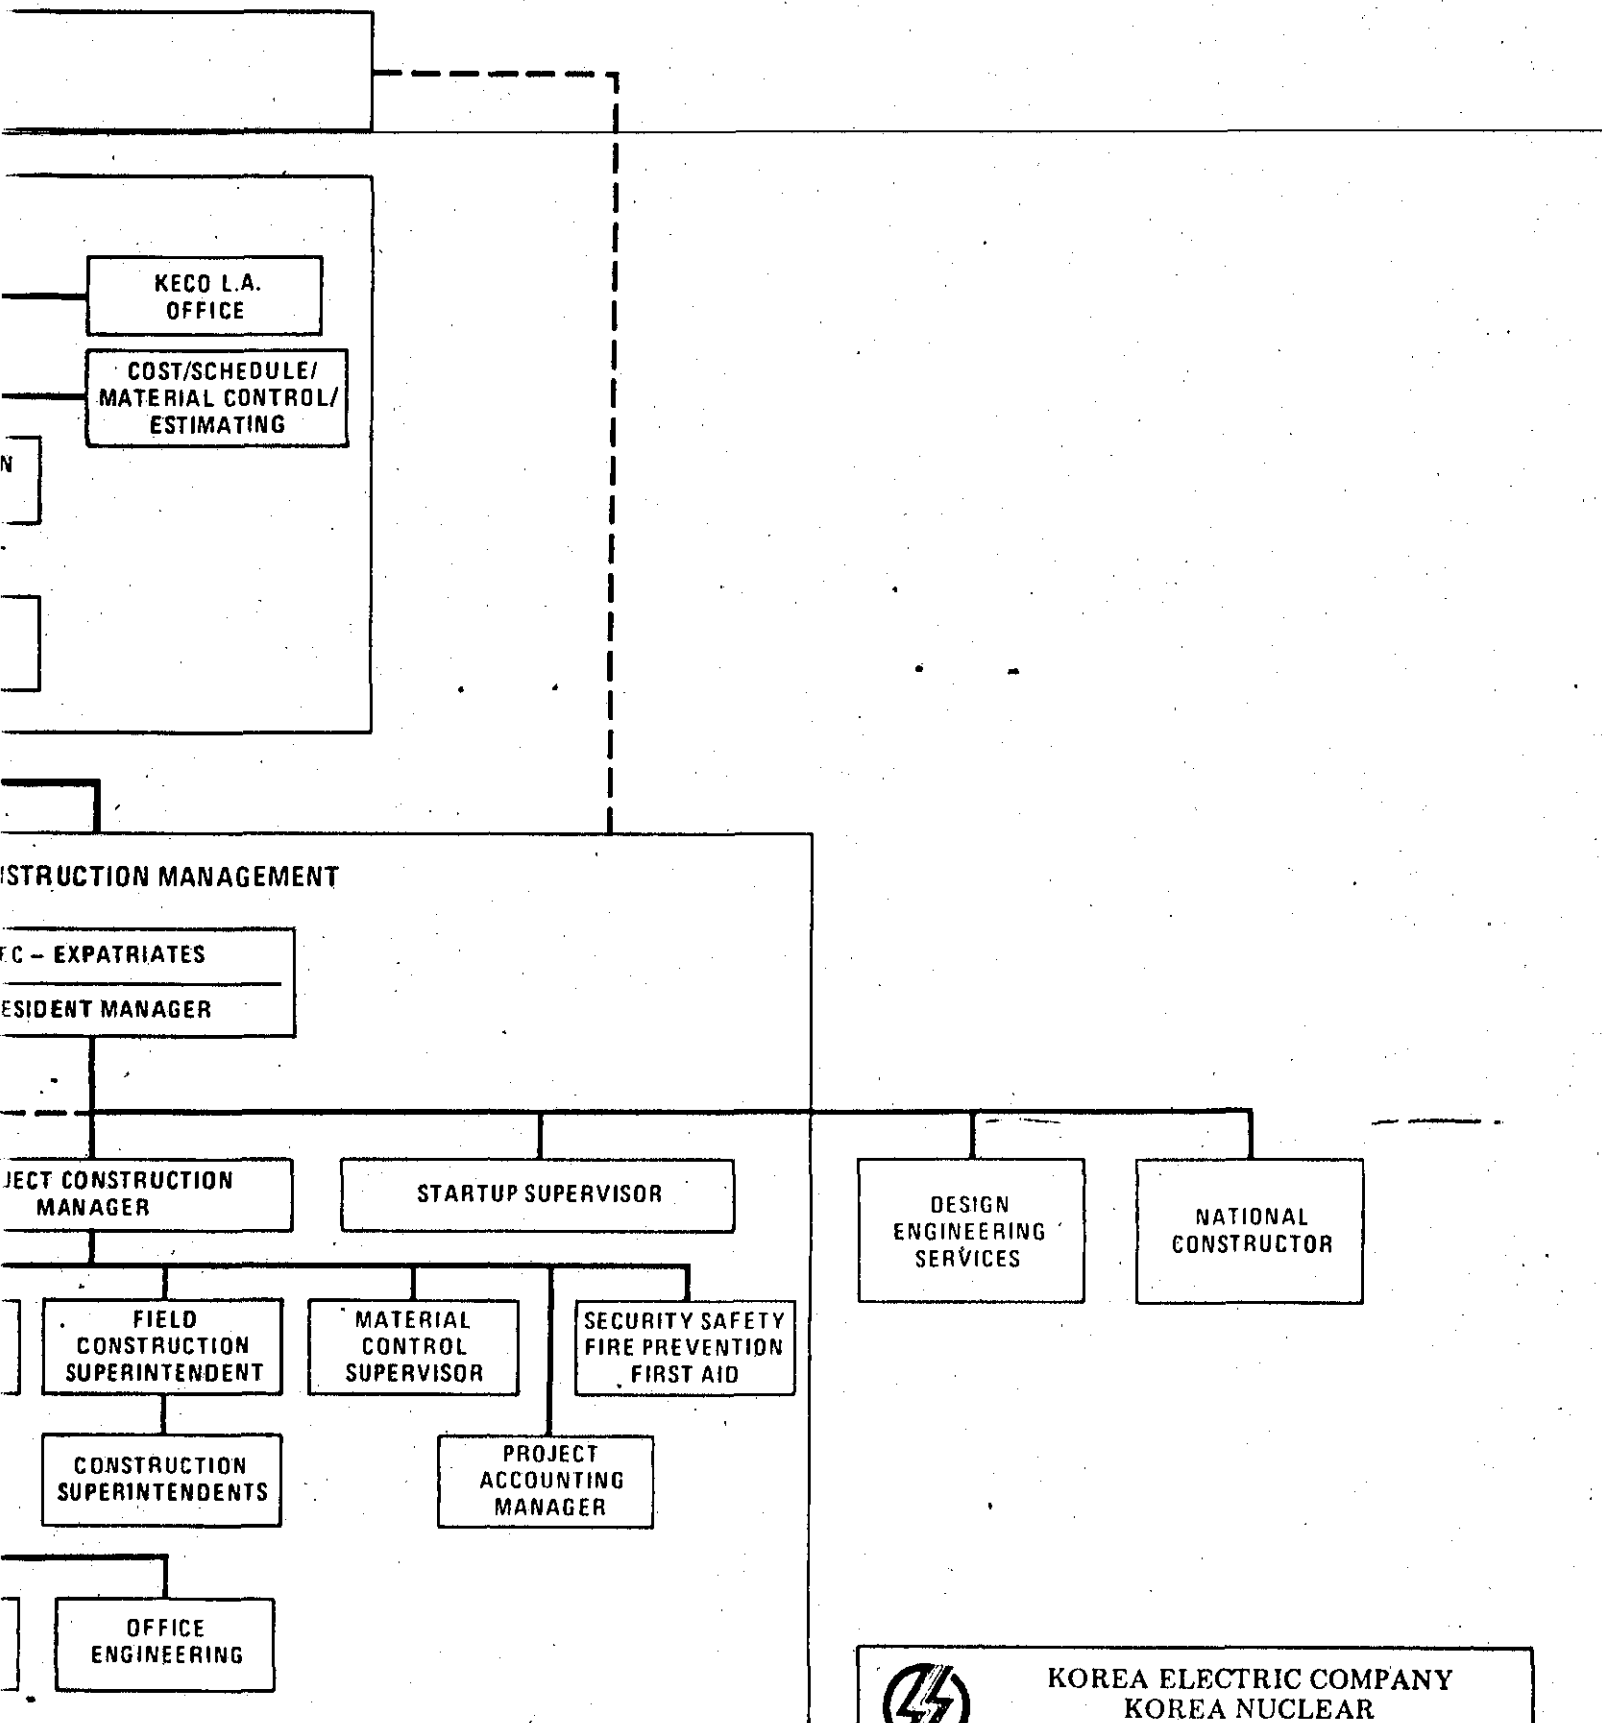 KECO L.A.
OFFICE
COST/SCHEDULE/
MATERIAL CONTROL/
ESTIMATING
N
ISTRUCTION MANAGEMENT
EC – EXPATRIATES
ESIDENT MANAGER
JECT CONSTRUCTION
MANAGER
STARTUP SUPERVISOR
DESIGN
ENGINEERING
SERVICES
NATIONAL
CONSTRUCTOR
FIELD
CONSTRUCTION
SUPERINTENDENT
MATERIAL
CONTROL
SUPERVISOR
SECURITY SAFETY
FIRE PREVENTION
FIRST AID
CONSTRUCTION
SUPERINTENDENTS
PROJECT
ACCOUNTING
MANAGER
OFFICE
ENGINEERING
KOREA ELECTRIC COMPANY
KOREA NUCLEAR